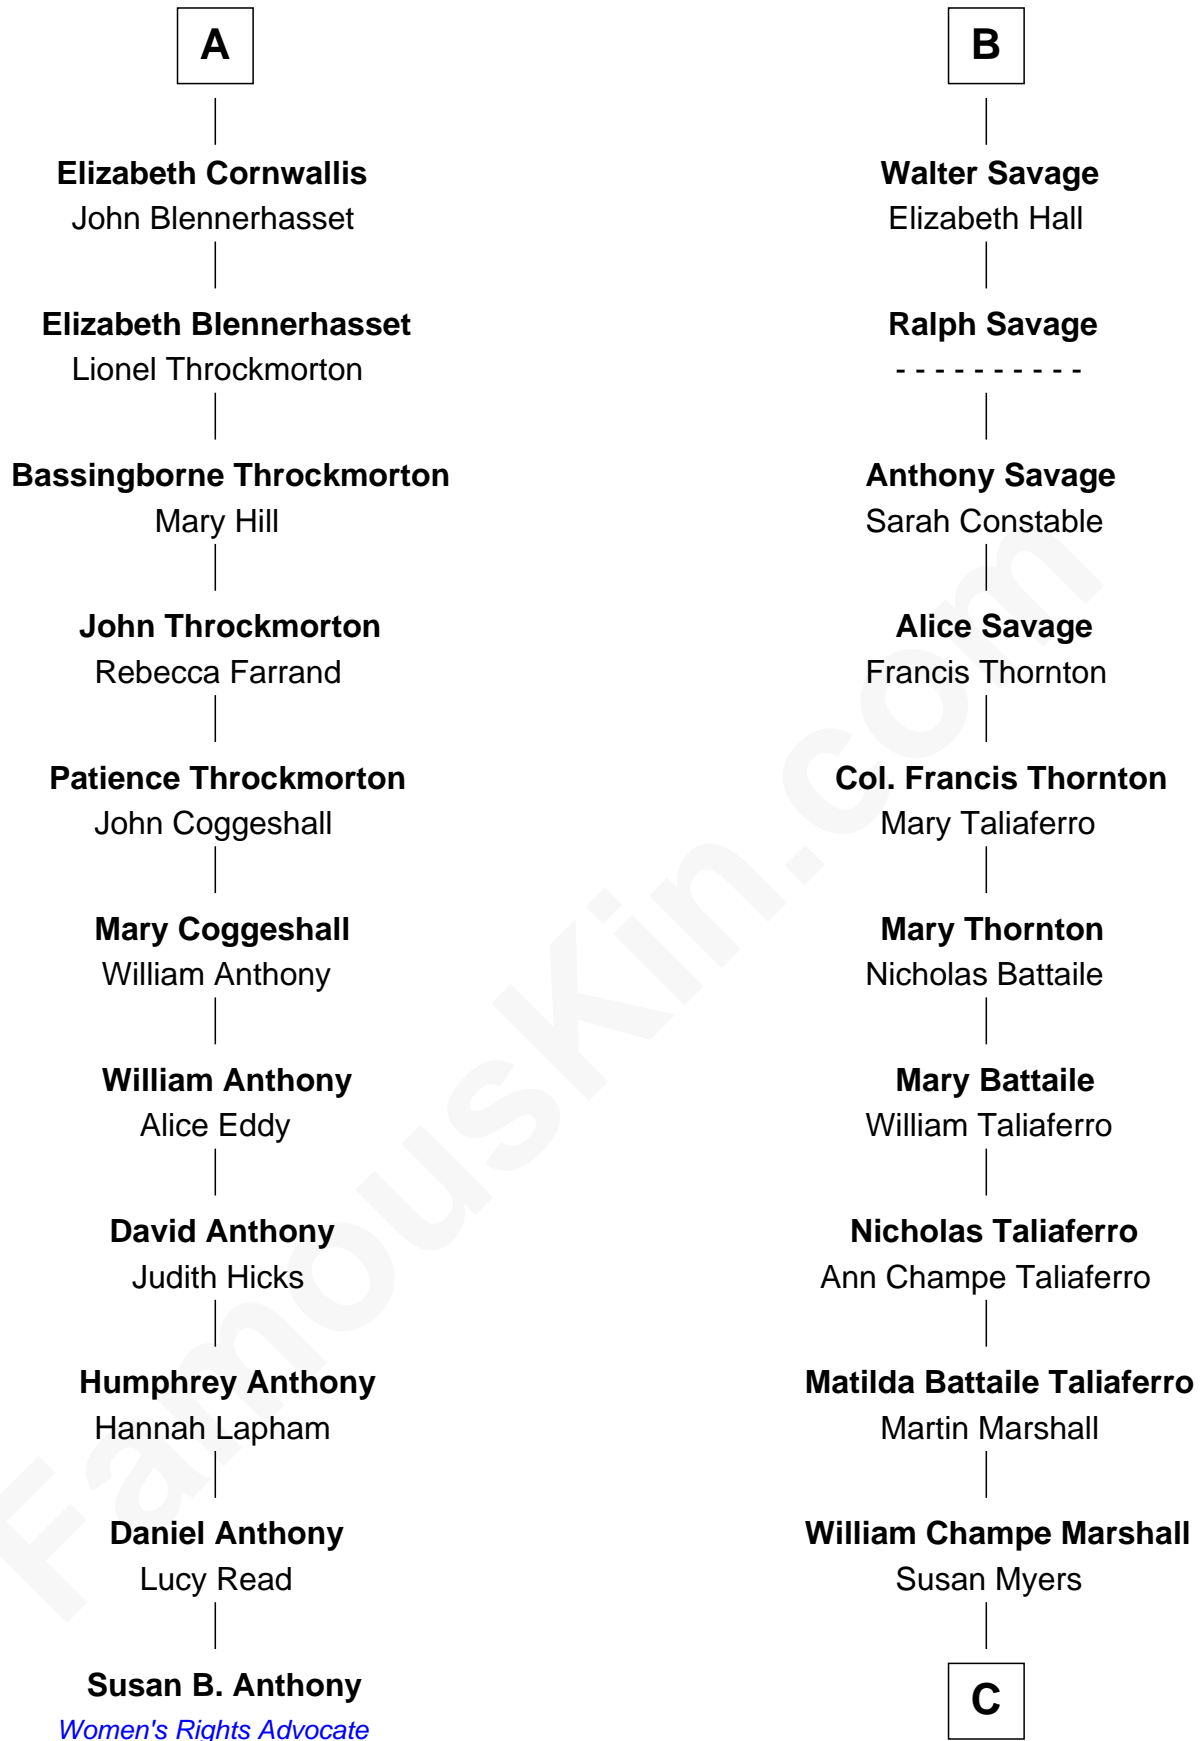 A
Elizabeth Cornwallis
John Blennerhasset
Elizabeth Blennerhasset
Lionel Throckmorton
Bassingborne Throckmorton
Mary Hill
John Throckmorton
Rebecca Farrand
Patience Throckmorton
John Coggeshall
Mary Coggeshall
William Anthony
William Anthony
Alice Eddy
David Anthony
Judith Hicks
Humphrey Anthony
Hannah Lapham
Daniel Anthony
Lucy Read
Susan B. Anthony
Women's Rights Advocate
B
Walter Savage
Elizabeth Hall
Ralph Savage
- - - - - - - - - -
Anthony Savage
Sarah Constable
Alice Savage
Francis Thornton
Col. Francis Thornton
Mary Taliaferro
Mary Thornton
Nicholas Battaile
Mary Battaile
William Taliaferro
Nicholas Taliaferro
Ann Champe Taliaferro
Matilda Battaile Taliaferro
Martin Marshall
William Champe Marshall
Susan Myers
C
FamousKin.com